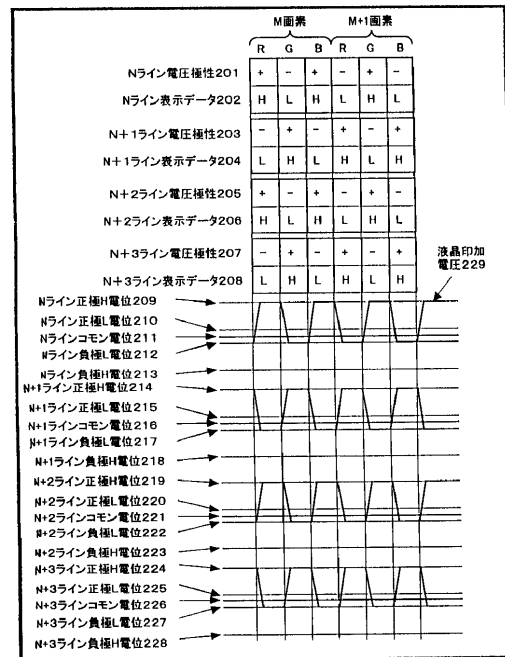 M画素 M+1画素
R G B R G B
Nライン電圧極性201 + - + - + -
Nライン表示データ202 H L H L H L
N+1ライン電圧極性203 - + - + - +
N+1ライン表示データ204 L H L H L H
N+2ライン電圧極性205 + - + - + -
N+2ライン表示データ206 H L H L H L
N+3ライン電圧極性207 - + - + - +
N+3ライン表示データ208 L H L H L H
液晶印加
電圧229
Nライン正極H電位209
Nライン正極L電位210
Nラインコモン電位211
Nライン負極L電位212
Nライン負極H電位213
N+1ライン正極H電位214
N+1ライン正極L電位215
N+1ラインコモン電位216
N+1ライン負極L電位217
N+1ライン負極H電位218
N+2ライン正極H電位219
N+2ライン正極L電位220
N+2ラインコモン電位221
N+2ライン負極L電位222
N+2ライン負極H電位223
N+3ライン正極H電位224
N+3ライン正極L電位225
N+3ラインコモン電位226
N+3ライン負極L電位227
N+3ライン負極H電位228